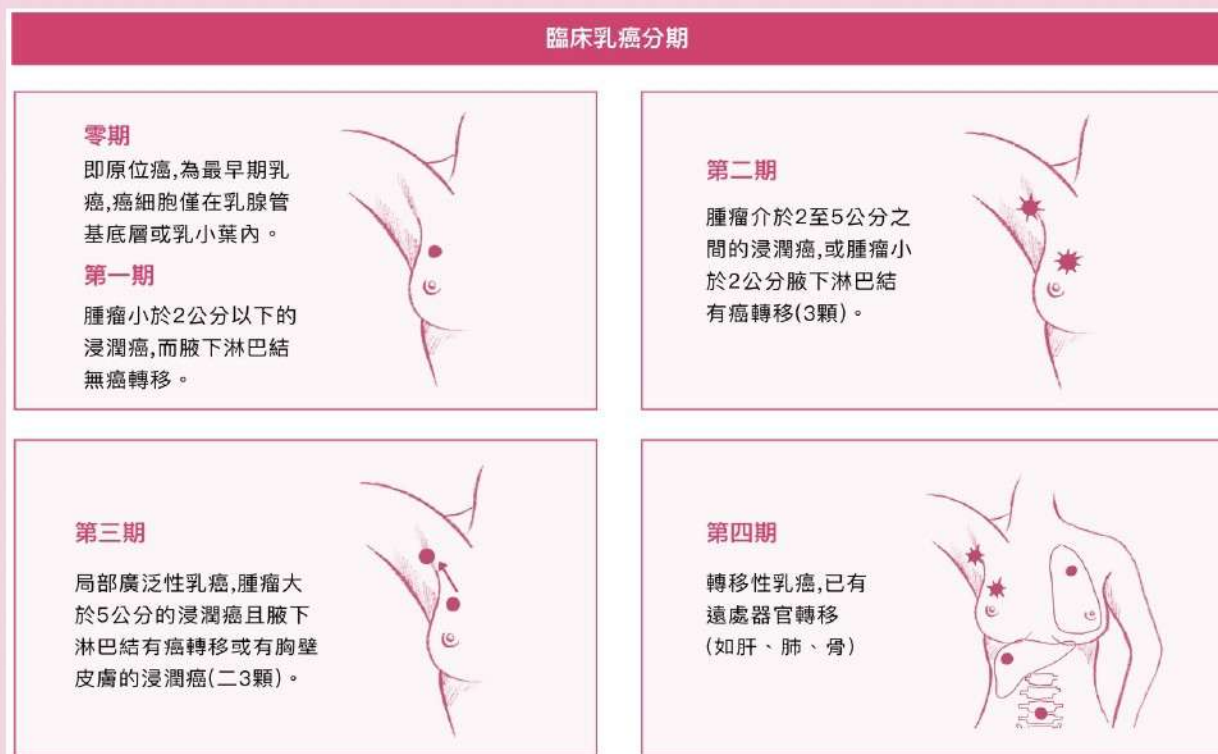 臨床乳癌分期
零期
即原位癌,為最早期乳
癌,癌細胞僅在乳腺管
基底層或乳小葉內。
第一期
腫瘤小於2公分以下的
浸潤癌,而腋下淋巴結
無癌轉移。
第二期
腫瘤介於2至5公分之
間的浸潤癌,或腫瘤小
於2公分腋下淋巴結
有癌轉移(3顆)。
第三期
局部廣泛性乳癌,腫瘤大
於5公分的浸潤癌且腋下
淋巴結有癌轉移或有胸壁
皮膚的浸潤癌(二3顆)。
第四期
轉移性乳癌,已有
遠處器官轉移
(如肝、肺、骨)